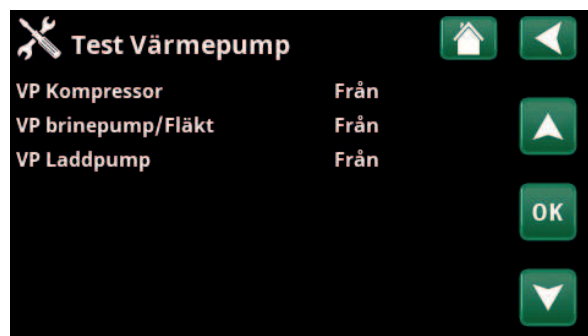 Test Värmepump
VP Kompressor Från
VP brinepump/Fläkt Från
VP Laddpump Från
OK